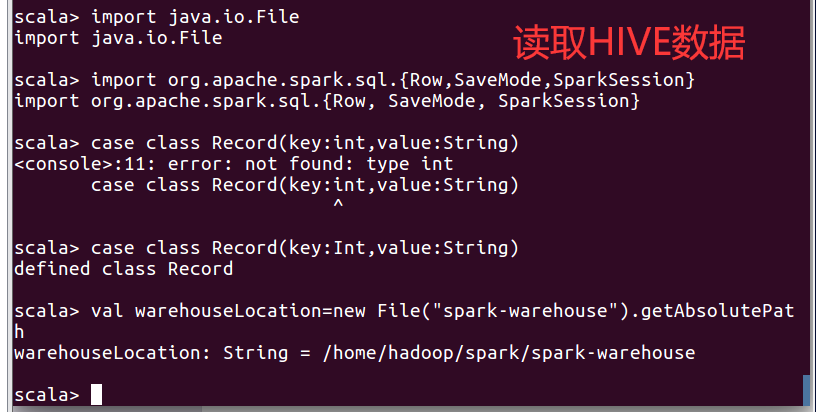 scala> import java.io.File
import java.io.File
读取HIVE数据
scala> import org.apache.spark.sql.{Row,SaveMode,SparkSession}
import org.apache.spark.sql.{Row, SaveMode, SparkSession}
scala> case class Record(key:int,value:String)
<console>:11: error: not found: type int
       case class Record(key:int,value:String)
                             ^
scala> case class Record(key:Int,value:String)
defined class Record
scala> val warehouseLocation=new File("spark-warehouse").getAbsolutePat
h
warehouseLocation: String = /home/hadoop/spark/spark-warehouse
scala>